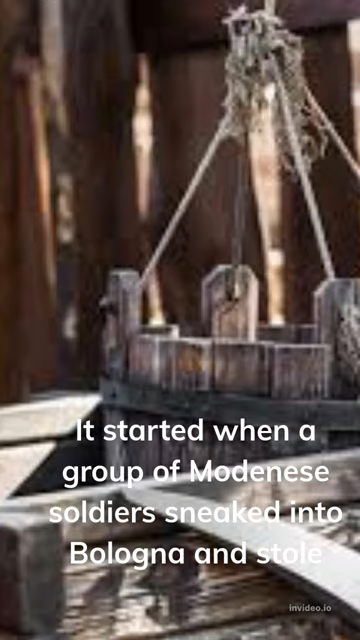 It started when a
group of Modenese
soldiers sneaked into
Bologna and stole
invideo.io